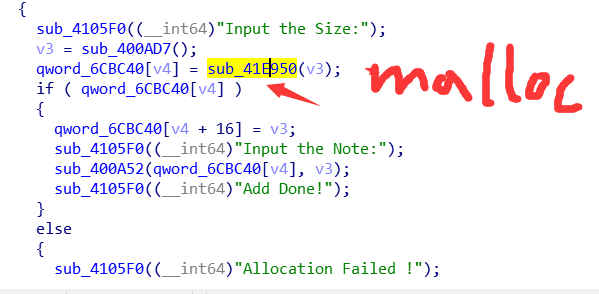 {
sub_4105F0((__int64)"Input the Size:");
v3 = sub_400AD7();
qword_6CBC40[v4] = sub_41E950(v3);
if ( qword_6CBC40[v4] )
{
qword_6CBC40[v4 + 16] = v3;
sub_4105F0((__int64)"Input the Note:");
sub_400A52(qword_6CBC40[v4], v3);
sub_4105F0((__int64)"Add Done!");
}
else
{
sub_4105F0((__int64)"Allocation Failed !");
malloc